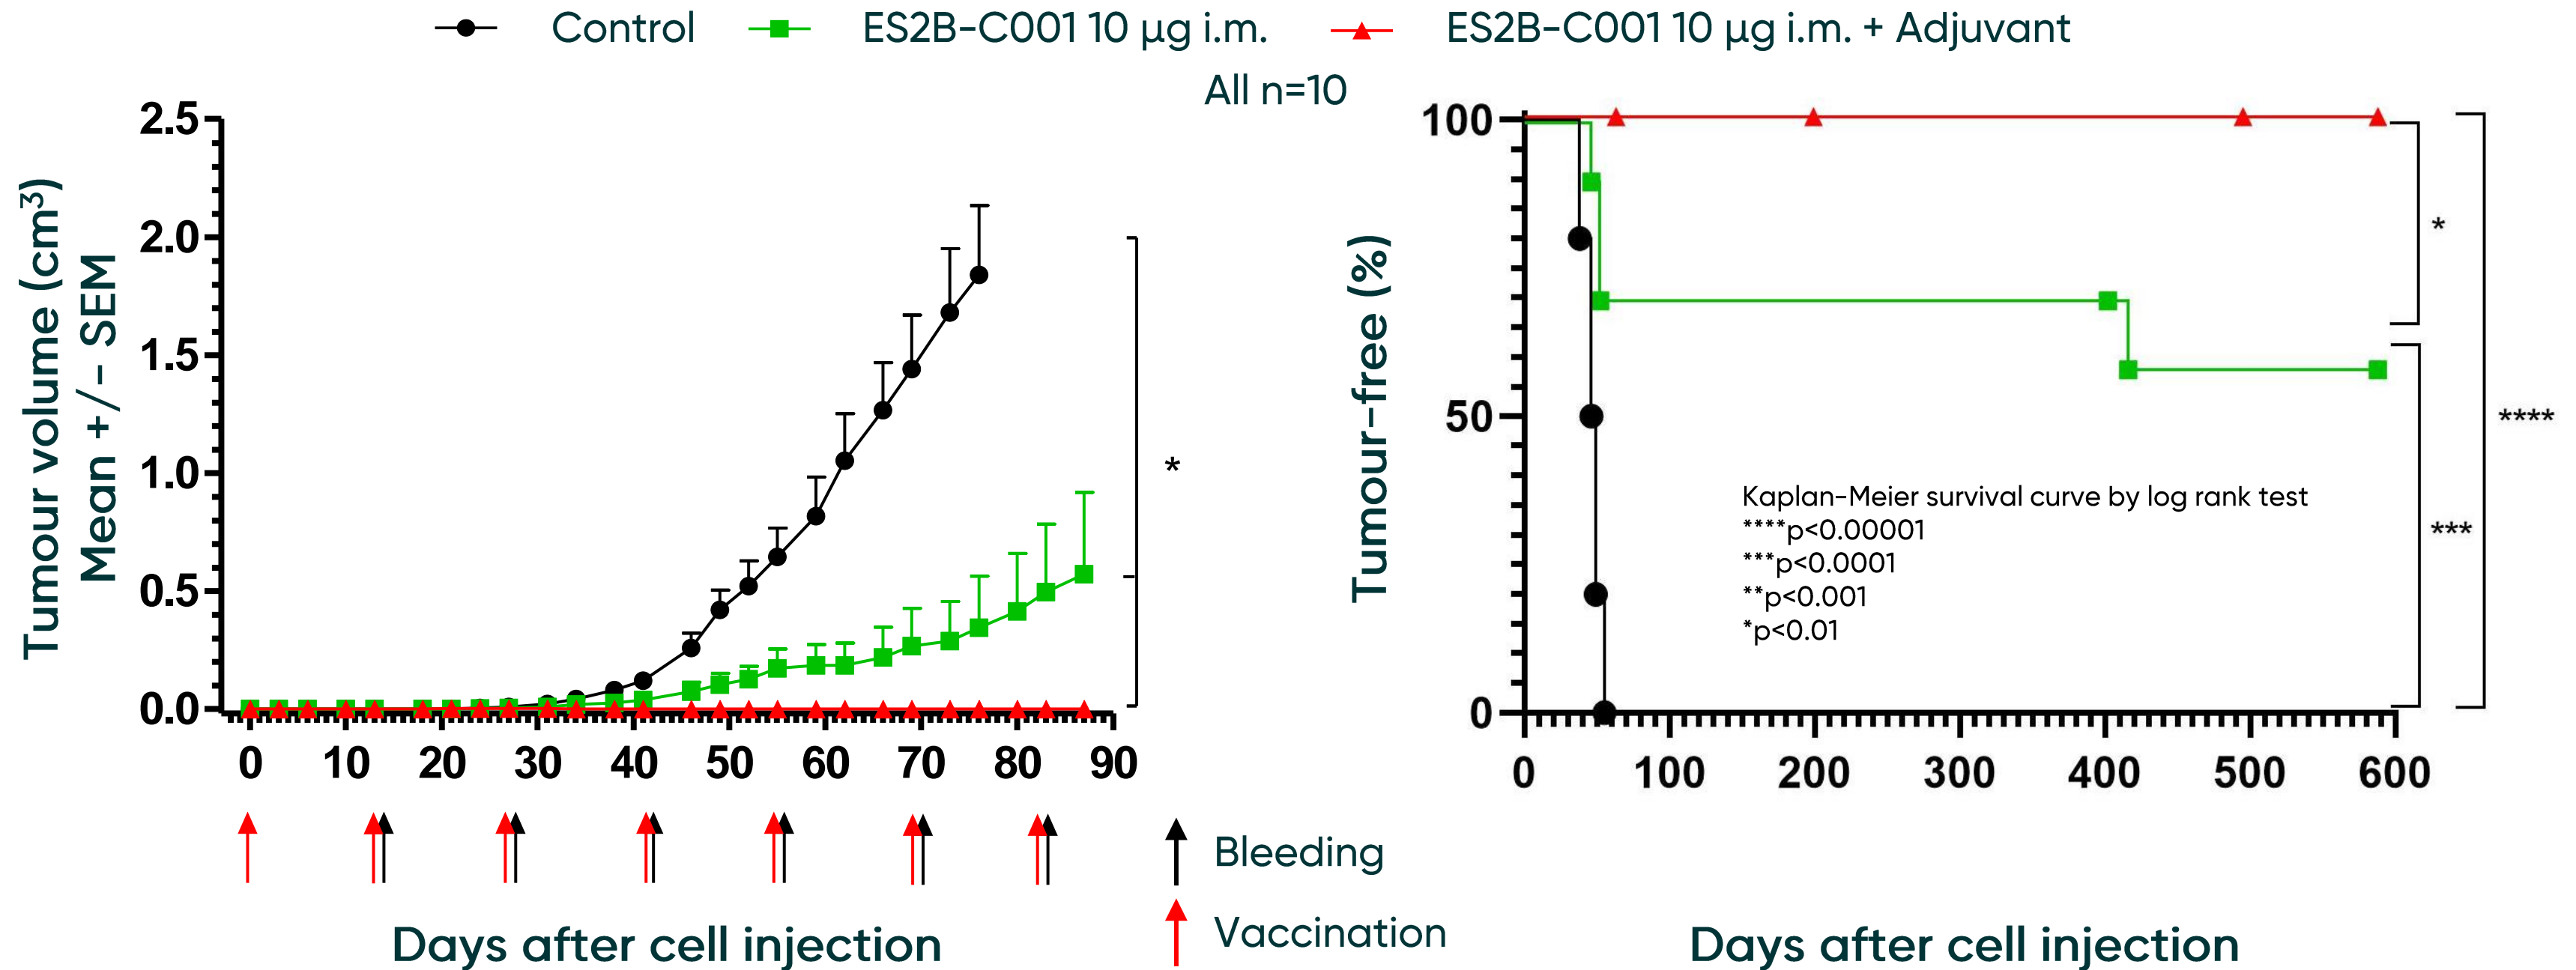 Control
ES2B-C001 10 µg i.m.
ES2B-C001 10 µg i.m. + Adjuvant
All n=10
Tumour volume (cm³)
Mean +/- SEM
2.5
2.0
1.5
1.0
0.5
0.0
0 10 20 30 40 50 60 70 80 90
*
Bleeding
Vaccination
Days after cell injection
Tumour-free (%)
100
50
0
0 100 200 300 400 500 600
Kaplan-Meier survival curve by log rank test
****p<0.00001
***p<0.0001
**p<0.001
*p<0.01
*
***
****
Days after cell injection